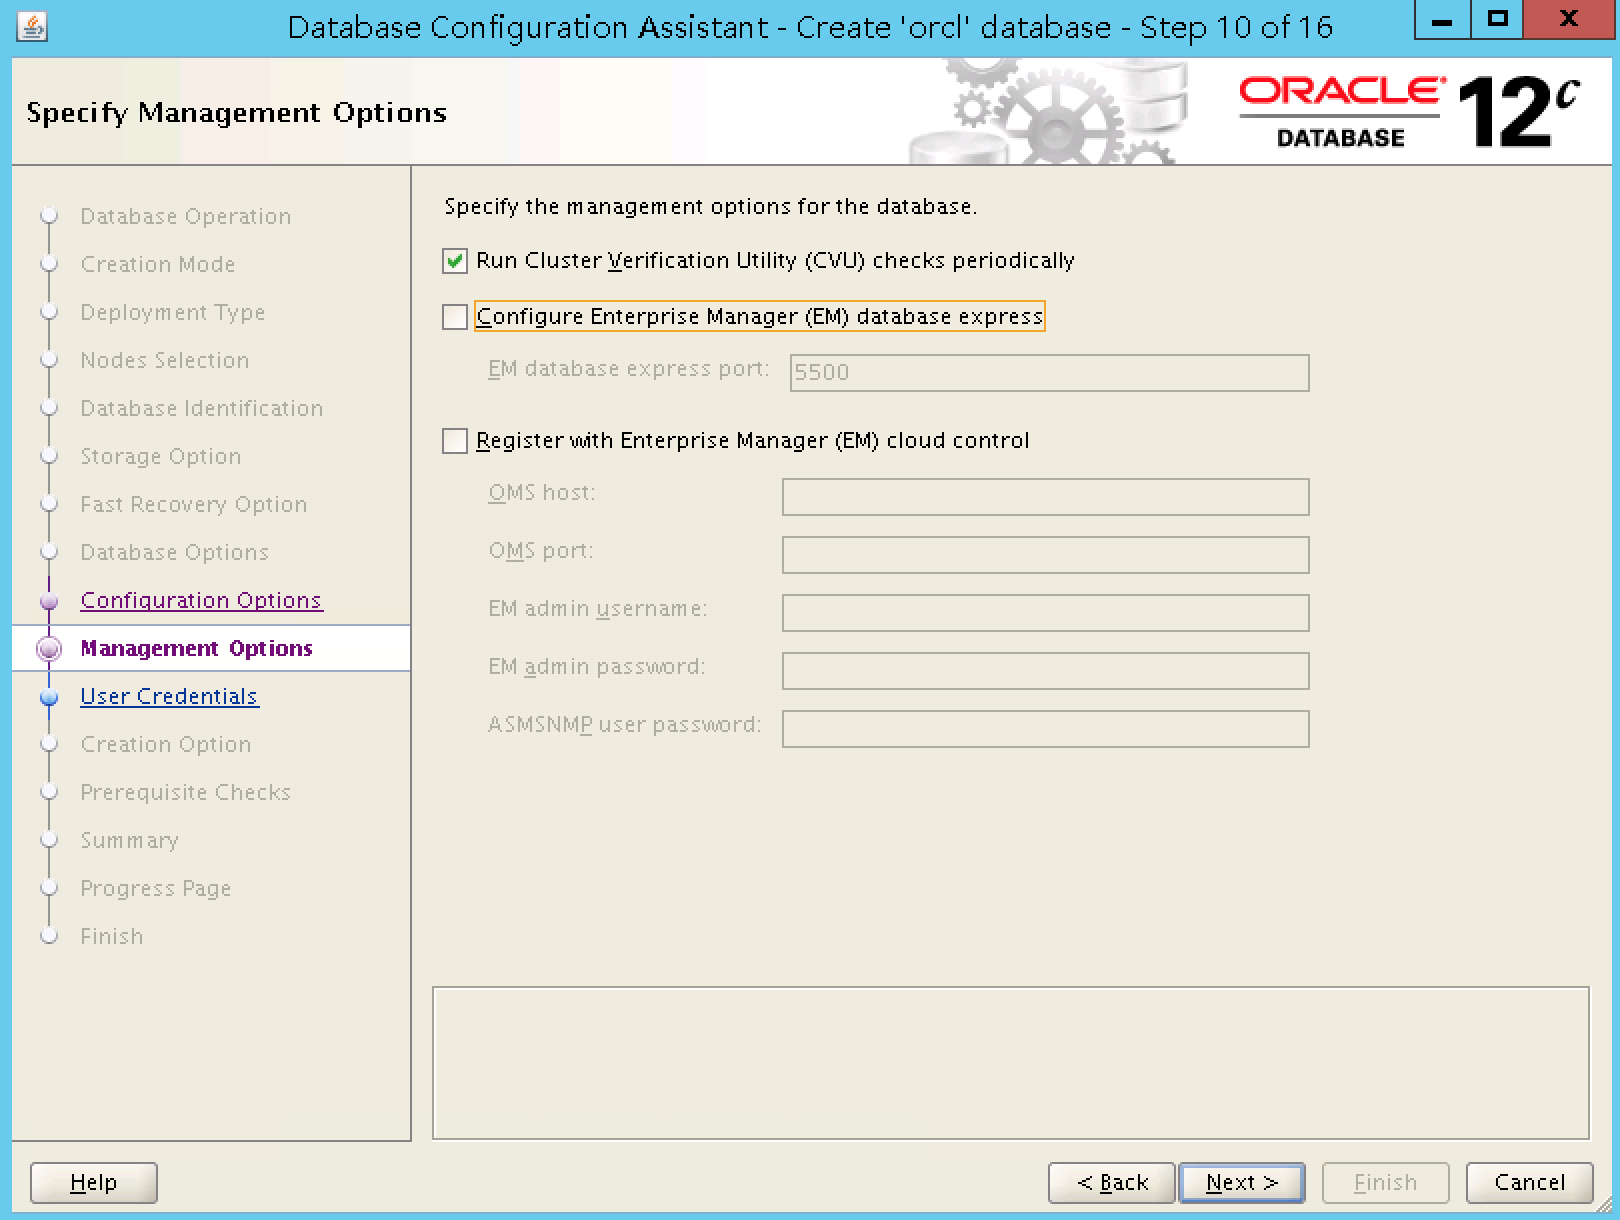 Database Configuration Assistant - Create 'orcl' database - Step 10 of 16
Specify Management Options
ORACLE DATABASE 12c
Database Operation
Creation Mode
Deployment Type
Nodes Selection
Database Identification
Storage Option
Fast Recovery Option
Database Options
Configuration Options
Management Options
User Credentials
Creation Option
Prerequisite Checks
Summary
Progress Page
Finish
Specify the management options for the database.
Run Cluster Verification Utility (CVU) checks periodically
Configure Enterprise Manager (EM) database express
EM database express port: 5500
Register with Enterprise Manager (EM) cloud control
OMS host:
OMS port:
EM admin username:
EM admin password:
ASMSNMP user password:
Help
< Back
Next >
Finish
Cancel